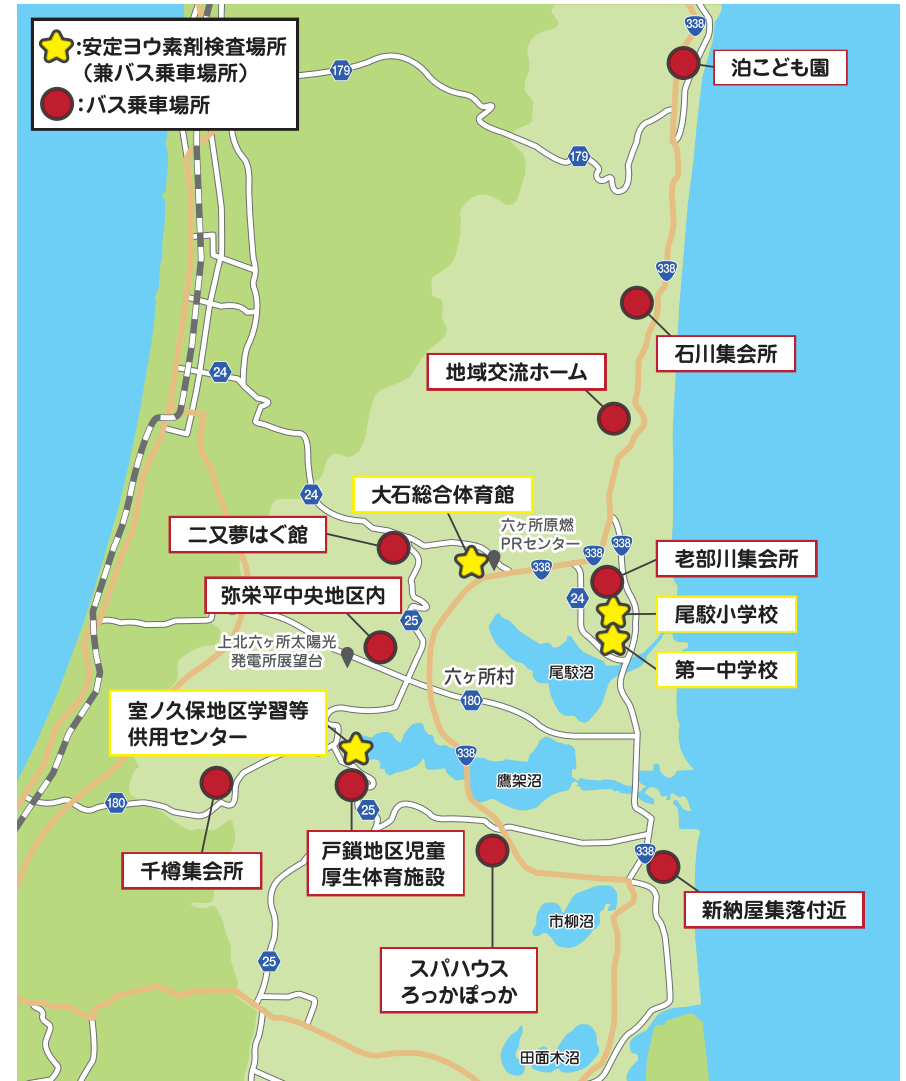 :安定ヨウ素剤検査場所
（兼バス乗車場所）
:バス乗車場所
338
泊こども園
179
179
338
石川集会所
地域交流ホーム
24
24
大石総合体育館
二又夢はぐ館
六ヶ所原燃
PRセンター
338
338
338
老部川集会所
24
尾駮小学校
弥栄平中央地区内
25
上北六ヶ所太陽光
発電所展望台
六ヶ所村
尾駮沼
第一中学校
180
室ノ久保地区学習等
供用センター
338
鷹架沼
180
25
千樽集会所
戸鎖地区児童
厚生体育施設
338
新納屋集落付近
市柳沼
25
スパハウス
ろっかぽっか
田面木沼